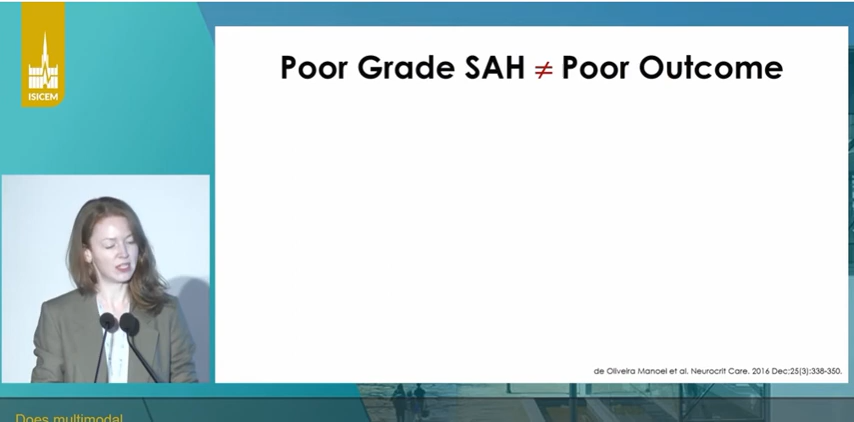 ISICEM
Poor Grade SAH ≠ Poor Outcome
de Oliveira Manoel et al. Neurocrit Care. 2016 Dec;25(3):338-350.
Does multimodal